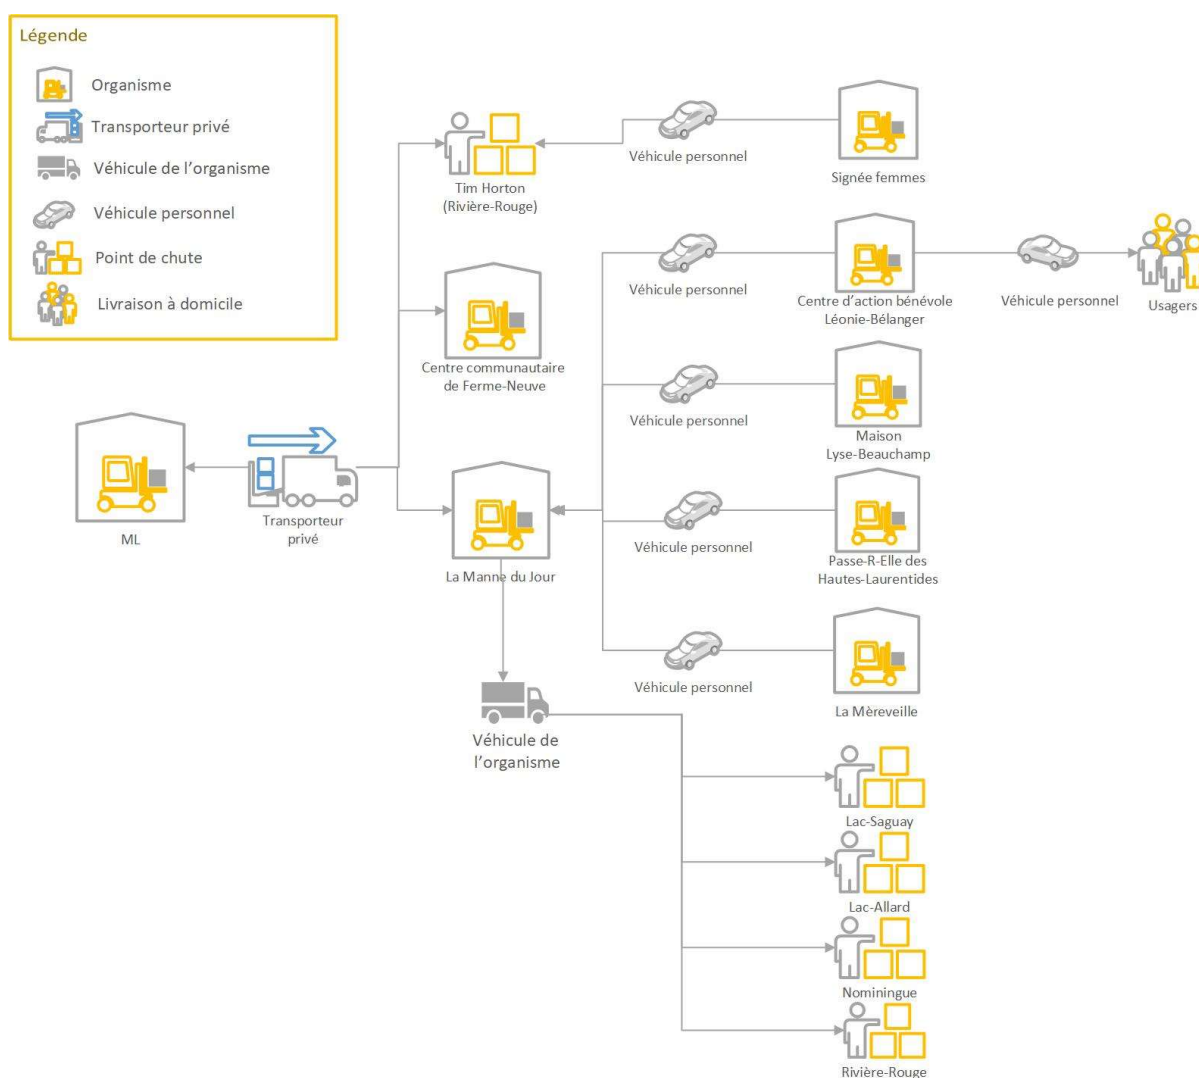 Légende
Organisme
Transporteur privé
Véhicule de l’organisme
Véhicule personnel
Point de chute
Livraison à domicile
Tim Horton
(Rivière-Rouge)
Véhicule personnel
Signée femmes
Véhicule personnel
Centre d’action bénévole
Léonie-Bélanger
Véhicule personnel
Usagers
Centre communautaire
de Ferme-Neuve
Véhicule personnel
Maison
Lyse-Beauchamp
ML
Transporteur
privé
La Manne du Jour
Véhicule personnel
Passe-R-Elle des
Hautes-Laurentides
Véhicule personnel
La Mèreveille
Véhicule de
l’organisme
Lac-Saguay
Lac-Allard
Nominingue
Rivière-Rouge